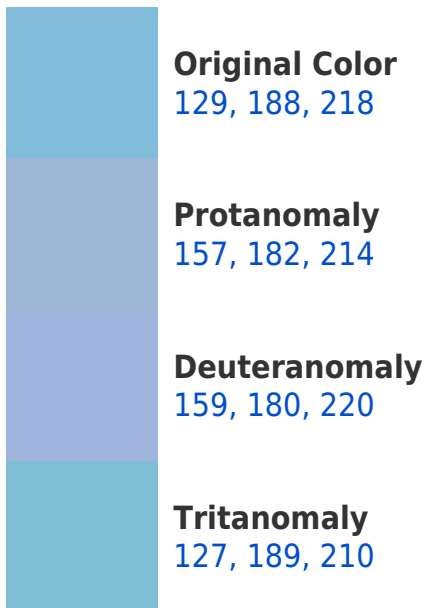 Original Color
129, 188, 218
Protanomaly
157, 182, 214
Deuteranomaly
159, 180, 220
Tritanomaly
127, 189, 210